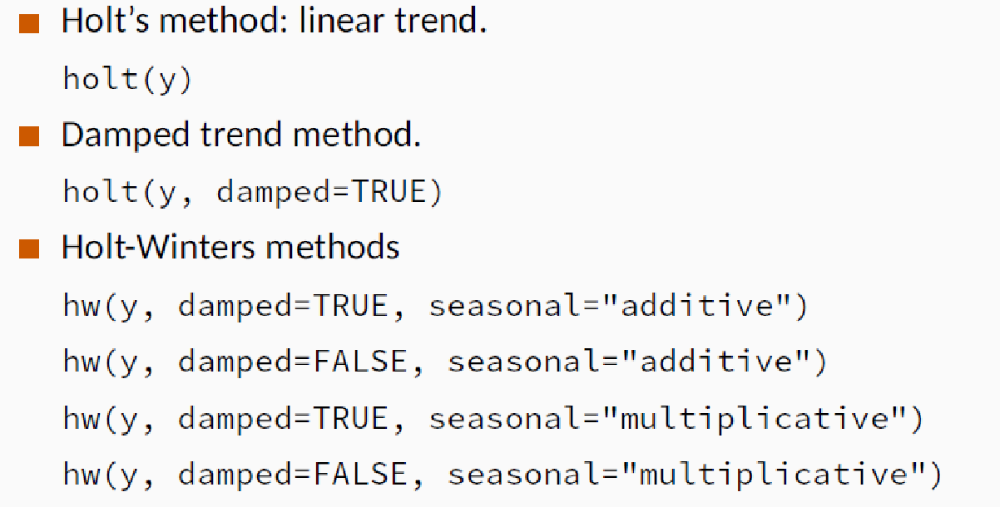 Holt’s method: linear trend.
holt(y)
Damped trend method.
holt(y, damped=TRUE)
Holt-Winters methods
hw(y, damped=TRUE, seasonal="additive")
hw(y, damped=FALSE, seasonal="additive")
hw(y, damped=TRUE, seasonal="multiplicative")
hw(y, damped=FALSE, seasonal="multiplicative")